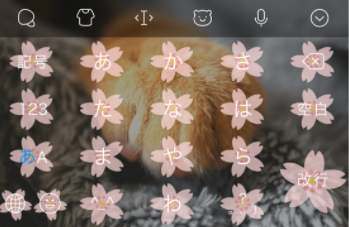 記号 あ か さ
123 た な は 空白
あA ま や ら 改行
^^ わ 。,?!